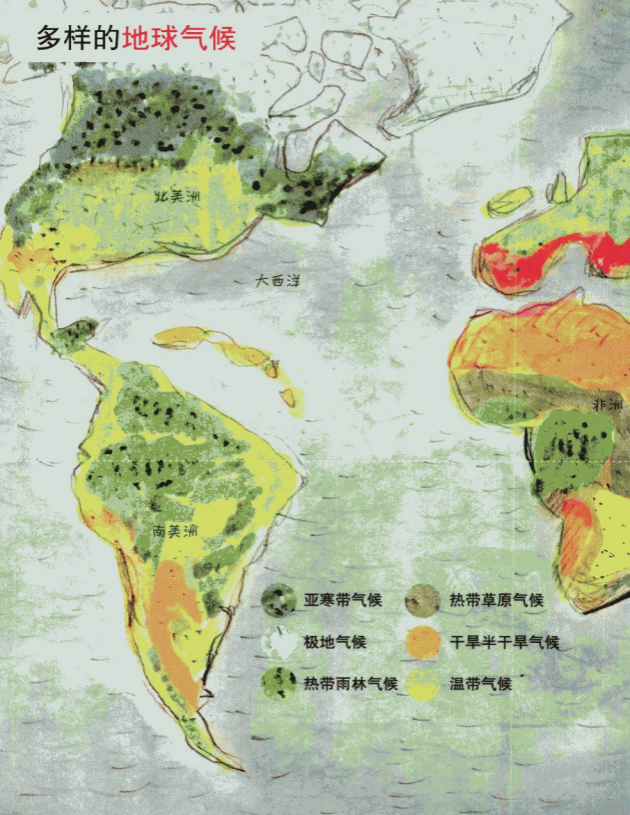 多样的地球气候
北美洲
大西洋
非洲
南美洲
亚寒带气候
热带草原气候
极地气候
干旱半干旱气候
热带雨林气候
温带气候